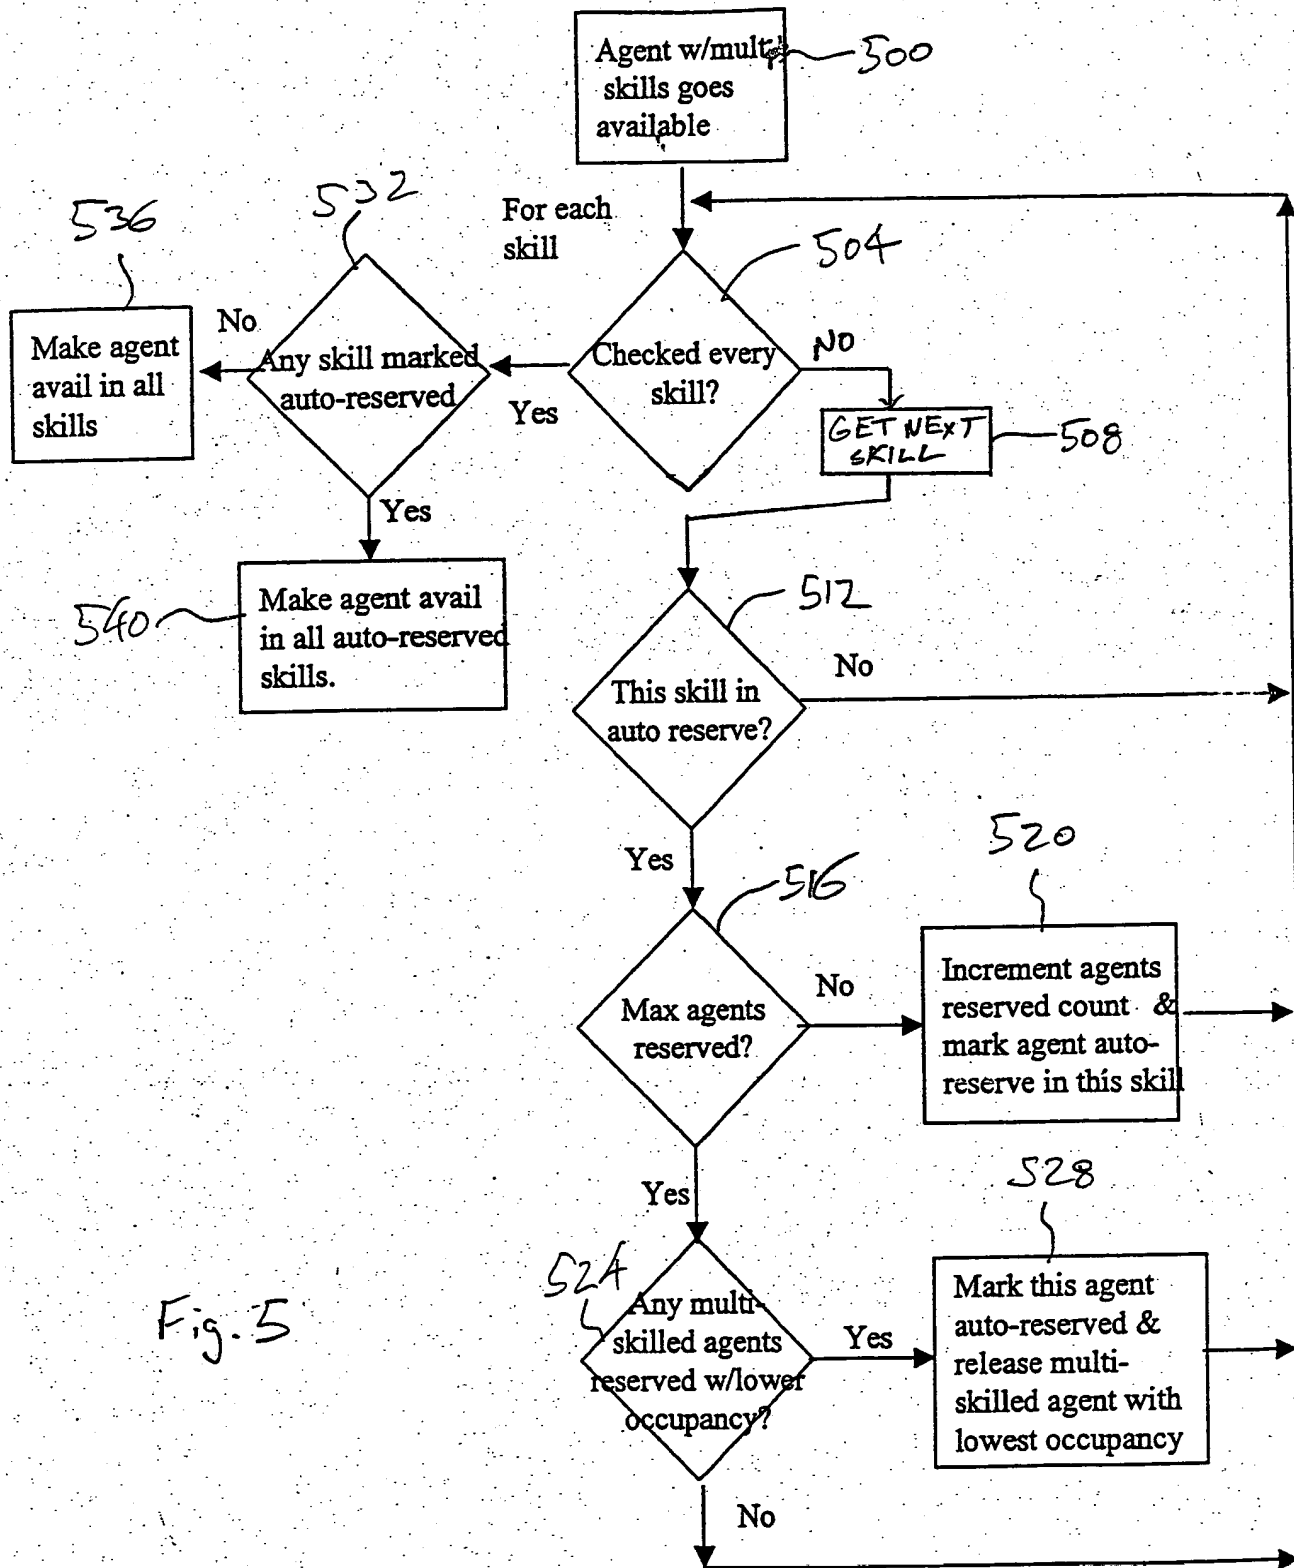 Agent w/multi
skills goes
available
500
For each
skill
532
536
504
No
Make agent
avail in all
skills
Any skill marked
auto-reserved
Yes
Checked every
skill?
NO
GET NEXT
SKILL
508
Yes
540
Make agent avail
in all auto-reserved
skills.
512
This skill in
auto reserve?
No
Yes
516
520
Max agents
reserved?
No
Increment agents
reserved count &
mark agent auto-
reserve in this skill
Yes
528
524
Any multi-
skilled agents
reserved w/lower
occupancy?
Yes
Mark this agent
auto-reserved &
release multi-
skilled agent with
lowest occupancy
No
Fig. 5